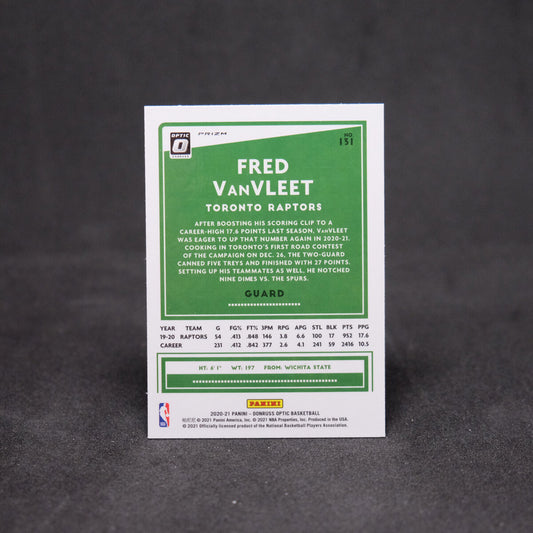 OPTIC
PRIZM
NO.
151
FRED
VANVLEET
TORONTO RAPTORS
AFTER BOOSTING HIS SCORING CLIP TO A
CAREER-HIGH 17.6 POINTS LAST SEASON, VANVLEET
WAS EAGER TO UP THAT NUMBER AGAIN IN 2020-21.
COOKING IN TORONTO'S FIRST ROAD CONTEST
OF THE CAMPAIGN ON DEC. 26, THE TWO-GUARD
CANNED FIVE TREYS AND FINISHED WITH 27 POINTS.
SETTING UP HIS TEAMMATES AS WELL, HE NOTCHED
NINE DIMES VS. THE SPURS.
GUARD
YEAR TEAM G FG% FT% 3PM RPG APG STL BLK PTS PPG
19-20 RAPTORS 54 .413 .848 146 3.8 6.6 100 17 952 17.6
CAREER 231 .412 .842 377 2.6 4.1 241 59 2416 10.5
HT: 6' 1" WT: 197 FROM: WICHITA STATE
PANINI
2020-21 PANINI - DONRUSS OPTIC BASKETBALL
© 2021 Panini America, Inc. © 2021 NBA Properties, Inc. Produced in the USA.
© 2021 Officially licensed product of the National Basketball Players Association.